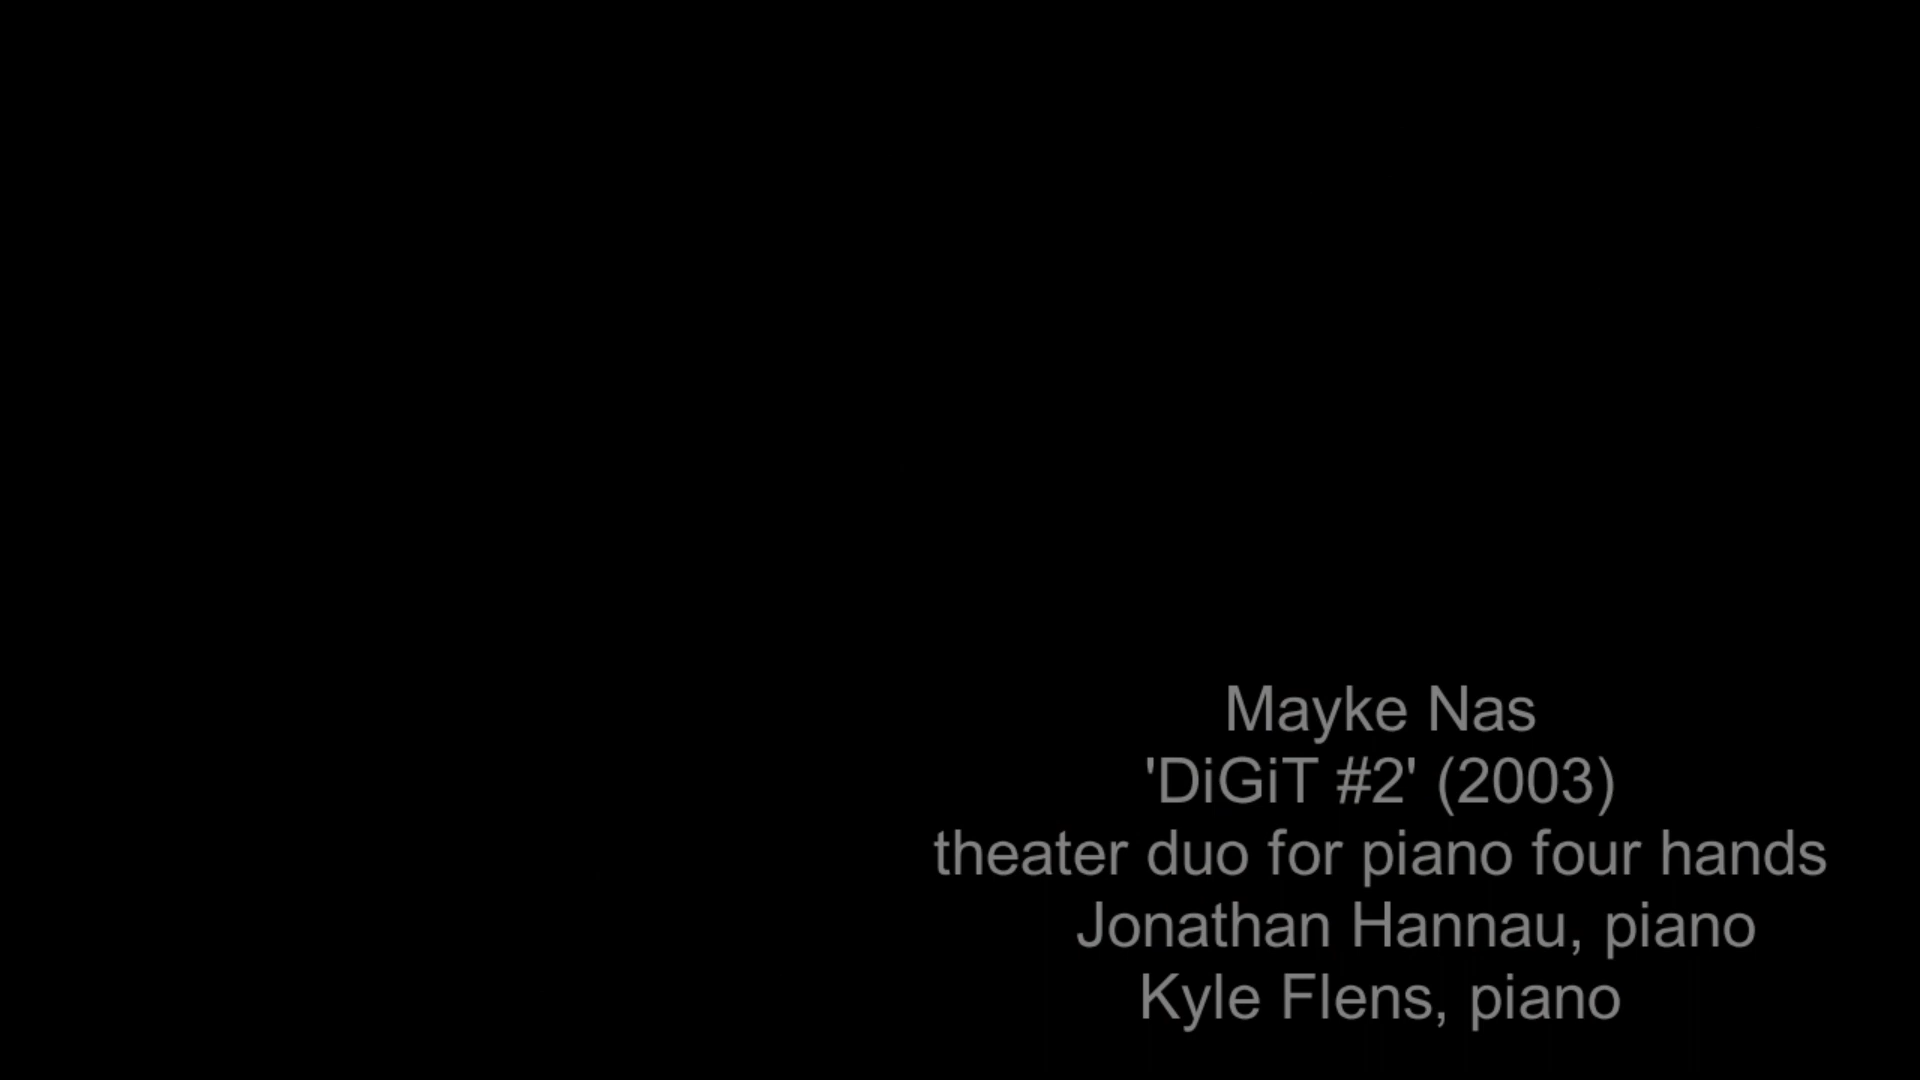 Mayke Nas
'DiGiT #2' (2003)
theater duo for piano four hands
Jonathan Hannau, piano
Kyle Flens, piano